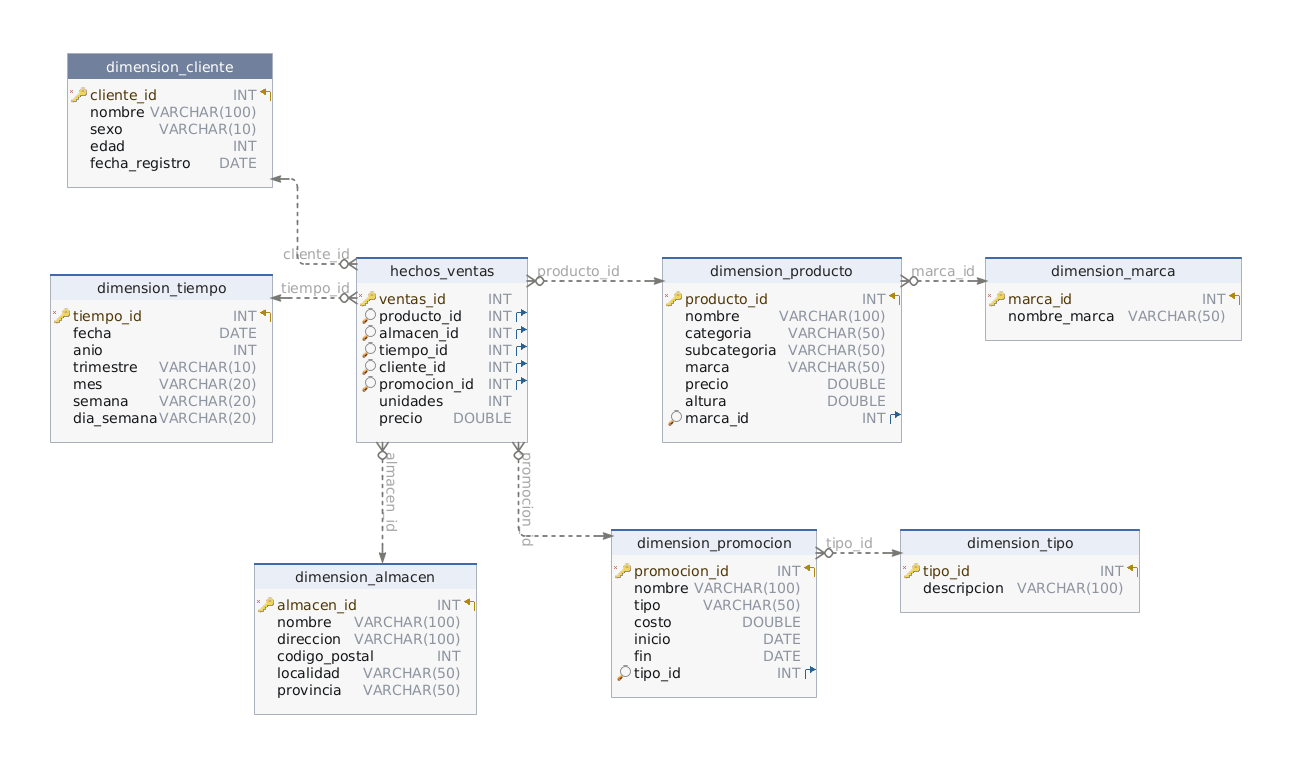 dimension_cliente
cliente_id INT
nombre VARCHAR(100)
sexo VARCHAR(10)
edad INT
fecha_registro DATE
cliente_id
dimension_tiempo
tiempo_id INT
fecha DATE
anio INT
trimestre VARCHAR(10)
mes VARCHAR(20)
semana VARCHAR(20)
dia_semana VARCHAR(20)
tiempo_id
hechos_ventas
ventas_id INT
producto_id INT
almacen_id INT
tiempo_id INT
cliente_id INT
promocion_id INT
unidades INT
precio DOUBLE
producto_id
dimension_producto
producto_id INT
nombre VARCHAR(100)
categoria VARCHAR(50)
subcategoria VARCHAR(50)
marca VARCHAR(50)
precio DOUBLE
altura DOUBLE
marca_id INT
marca_id
dimension_marca
marca_id INT
nombre_marca VARCHAR(50)
almacen_id
promocion_id
dimension_almacen
almacen_id INT
nombre VARCHAR(100)
direccion VARCHAR(100)
codigo_postal INT
localidad VARCHAR(50)
provincia VARCHAR(50)
dimension_promocion
promocion_id INT
nombre VARCHAR(100)
tipo VARCHAR(50)
costo DOUBLE
inicio DATE
fin DATE
tipo_id INT
tipo_id
dimension_tipo
tipo_id INT
descripcion VARCHAR(100)